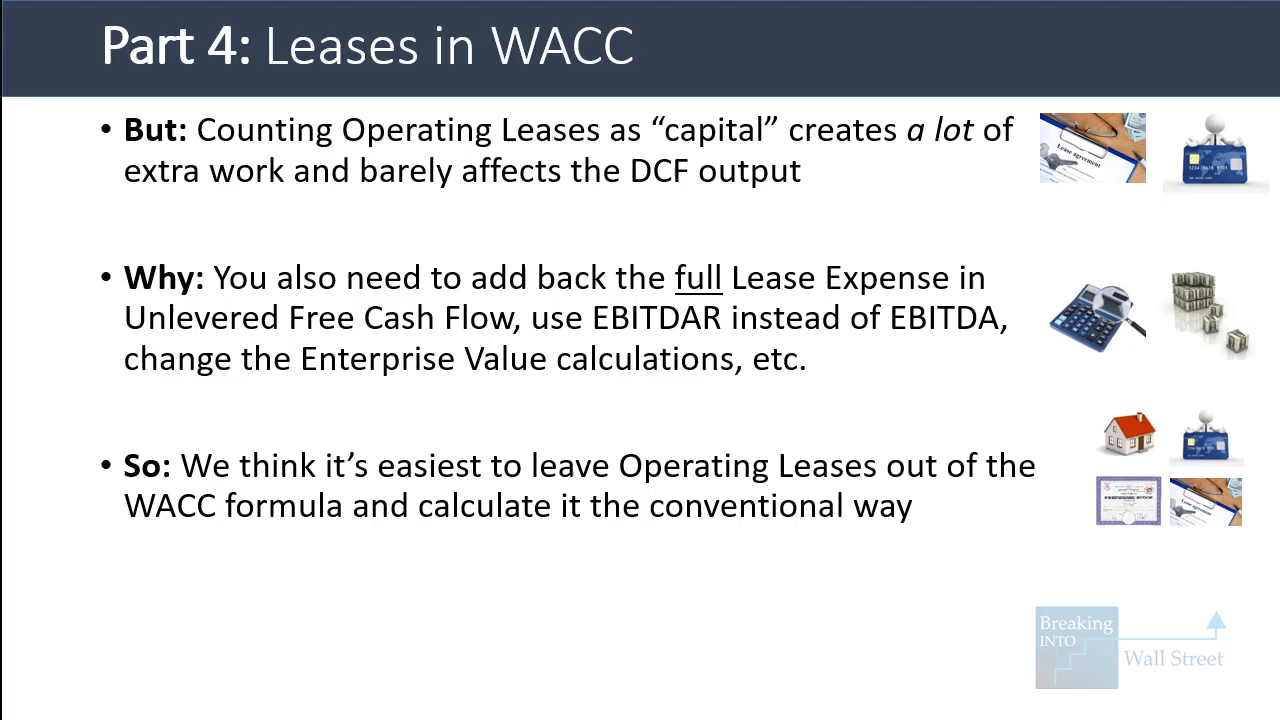 Part 4: Leases in WACC
• But: Counting Operating Leases as “capital” creates a lot of
extra work and barely affects the DCF output
• Why: You also need to add back the full Lease Expense in
Unlevered Free Cash Flow, use EBITDAR instead of EBITDA,
change the Enterprise Value calculations, etc.
• So: We think it’s easiest to leave Operating Leases out of the
WACC formula and calculate it the conventional way
Lease agreement
Breaking
INTO
Wall Street